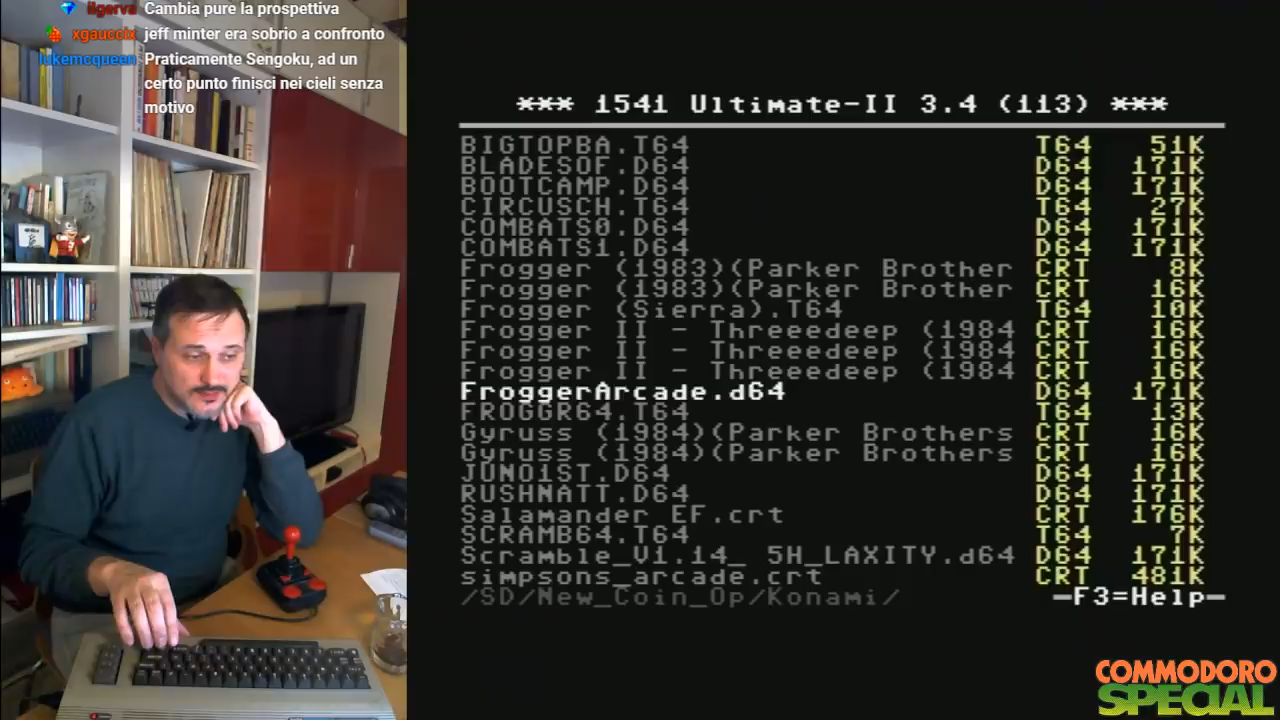 ilgerva Cambia pure la prospettiva
xgauccix jeff minter era sobrio a confronto
lukemcqueen Praticamente Sengoku, ad un
certo punto finisci nei cieli senza
motivo
*** 1541 Ultimate-II 3.4 (113) ***
BIGTOPBA.T64 T64 51K
BLADESOF.D64 D64 171K
BOOTCAMP.D64 D64 171K
CIRCUSCH.T64 T64 27K
COMBATS0.D64 D64 171K
COMBATS1.D64 D64 171K
Frogger (1983)(Parker Brother CRT 8K
Frogger (1983)(Parker Brother CRT 16K
Frogger (Sierra).T64 T64 10K
Frogger II - Threeedeep (1984 CRT 16K
Frogger II - Threeedeep (1984 CRT 16K
Frogger II - Threeedeep (1984 CRT 16K
FroggerArcade.d64 D64 171K
FROGGR64.T64 T64 13K
Gyruss (1984)(Parker Brothers CRT 16K
Gyruss (1984)(Parker Brothers CRT 16K
JUNO1ST.D64 D64 171K
RUSHNATT.D64 D64 171K
Salamander EF.crt CRT 176K
SCRAMB64.T64 T64 7K
Scramble_V1.14_ 5H_LAXITY.d64 D64 171K
simpsons_arcade.crt CRT 481K
/SD/New_Coin_Op/Konami/ -F3=Help-
COMMODORO
SPECIAL